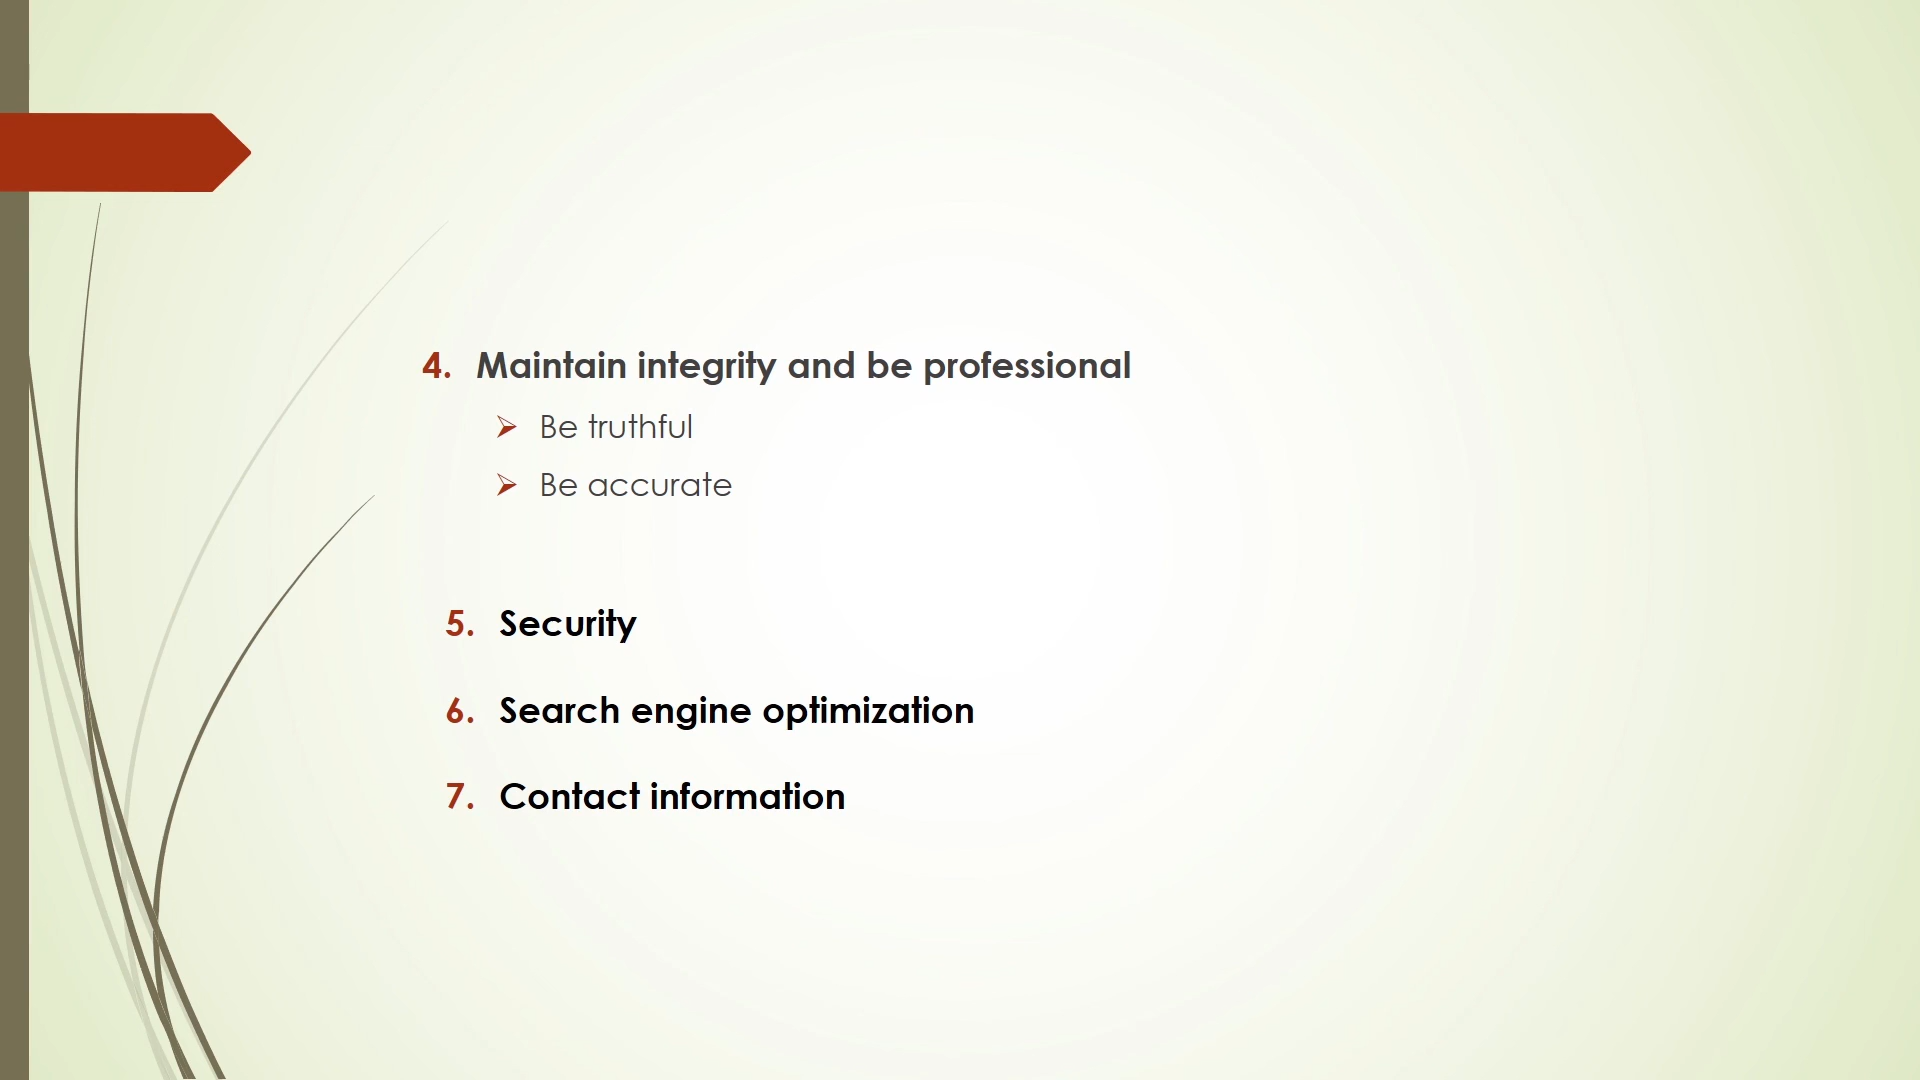 4. Maintain integrity and be professional
➢ Be truthful
➢ Be accurate
5. Security
6. Search engine optimization
7. Contact information